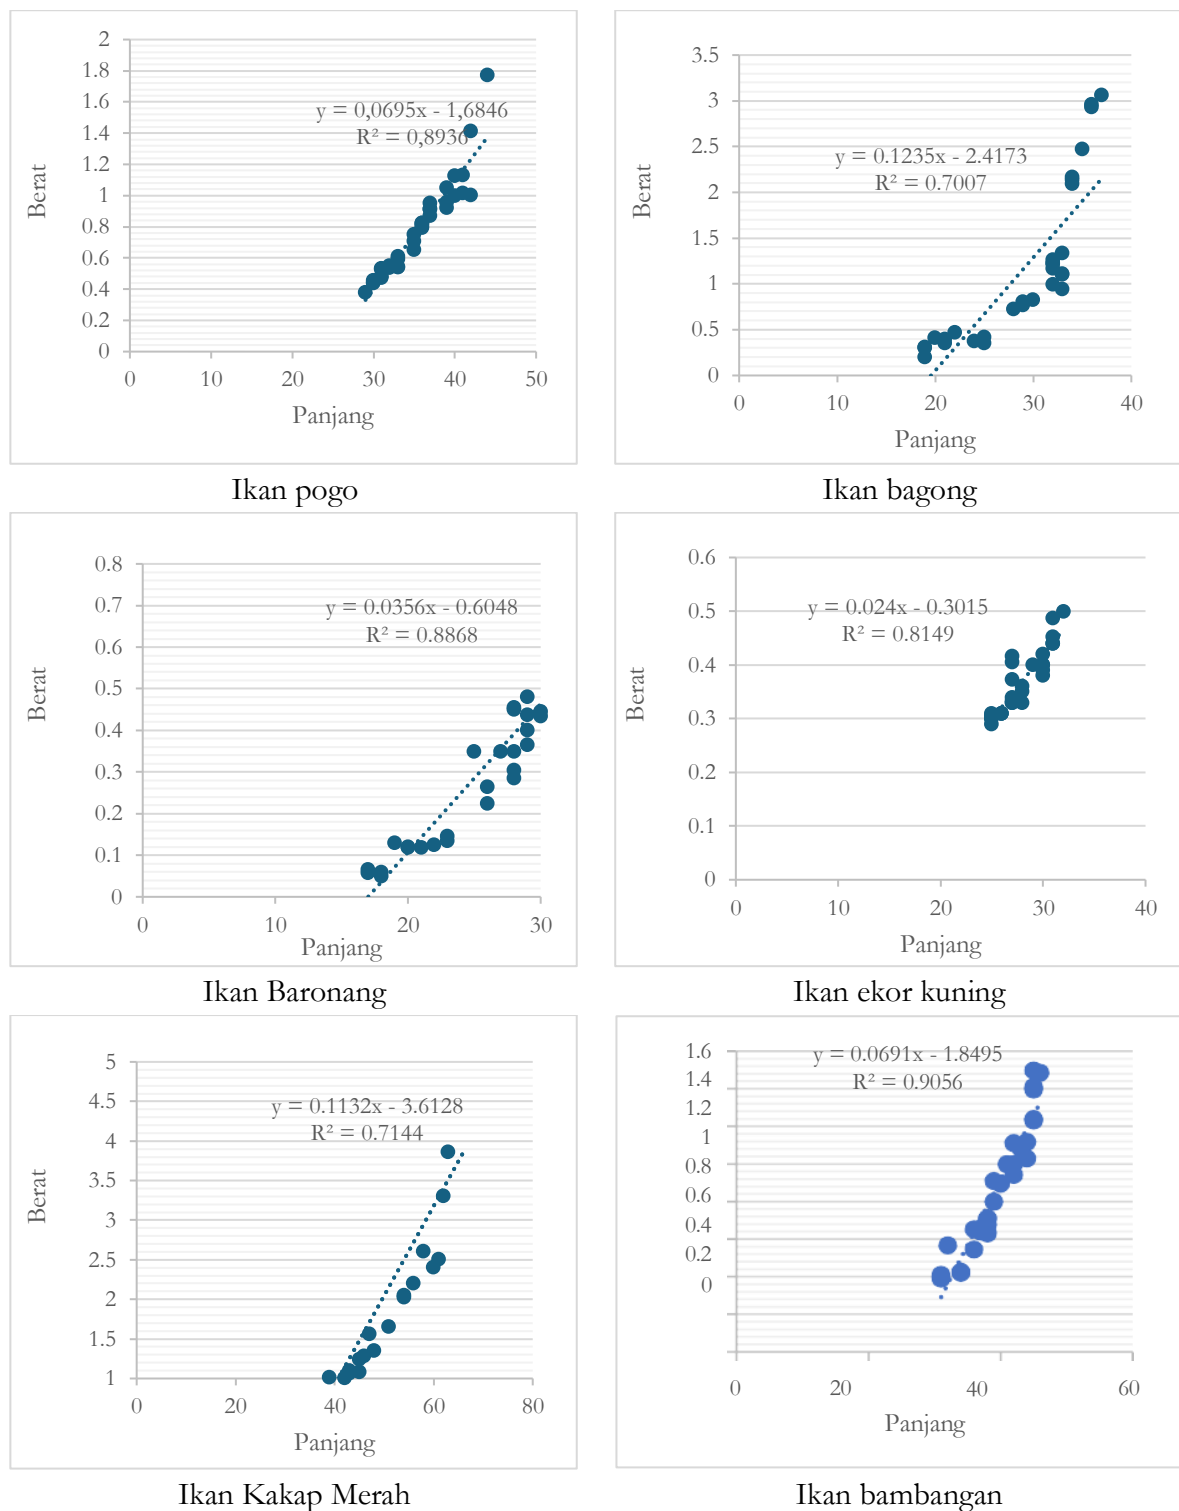 2
1.8
1.6
1.4
1.2
1
0.8
0.6
0.4
0.2
0
Berat
y = 0,0695x - 1,6846
R² = 0,8936
0 10 20 30 40 50
Panjang
Ikan pogo
3.5
3
2.5
2
1.5
1
0.5
0
Berat
y = 0.1235x - 2.4173
R² = 0.7007
0 10 20 30 40
Panjang
Ikan bagong
0.8
0.7
0.6
0.5
0.4
0.3
0.2
0.1
0
Berat
y = 0.0356x - 0.6048
R² = 0.8868
0 10 20 30
Panjang
Ikan Baronang
0.6
0.5
0.4
0.3
0.2
0.1
0
Berat
y = 0.024x - 0.3015
R² = 0.8149
0 10 20 30 40
Panjang
Ikan ekor kuning
5
4.5
4
3.5
3
2.5
2
1.5
1
Berat
y = 0.1132x - 3.6128
R² = 0.7144
0 20 40 60 80
Panjang
Ikan Kakap Merah
1.6
1.4
1.2
1
0.8
0.6
0.4
0.2
0
Berat
y = 0.0691x - 1.8495
R² = 0.9056
0 20 40 60
Panjang
Ikan bambangan